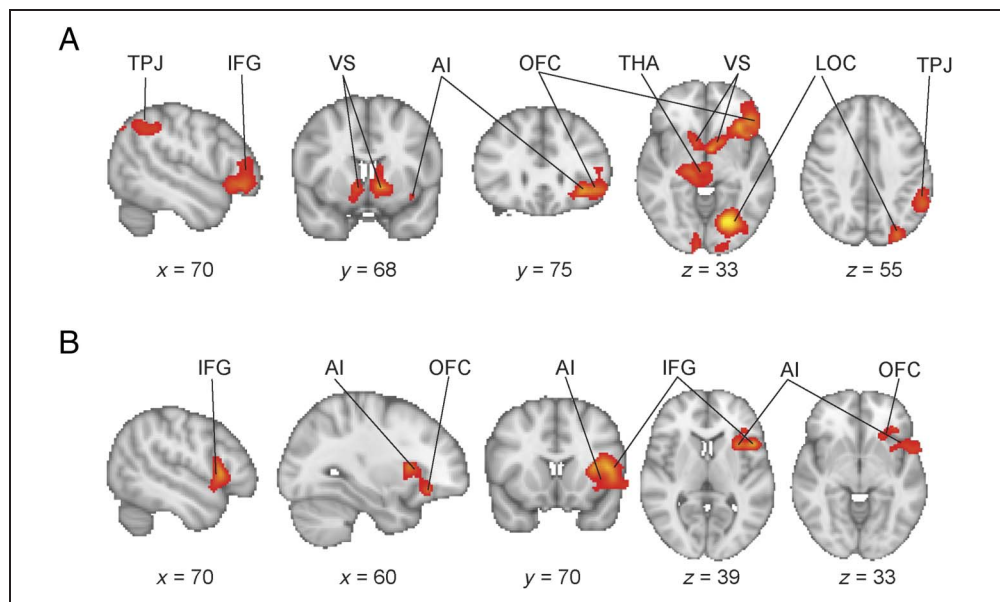 A
TPJ IFG VS AI OFC THA VS LOC TPJ
x = 70 y = 68 y = 75 z = 33 z = 55
B
IFG AI OFC AI IFG AI OFC
x = 70 x = 60 y = 70 z = 39 z = 33